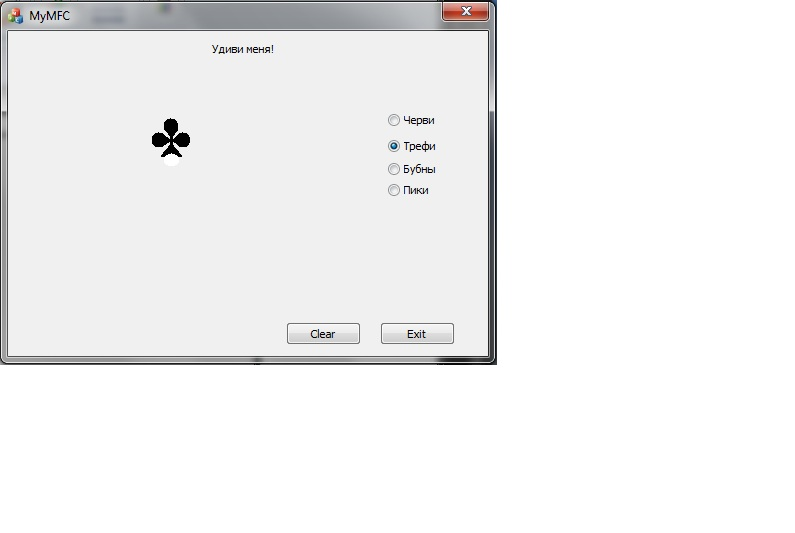 MyMFC
Удиви меня!
Черви
Трефи
Бубны
Пики
Clear
Exit